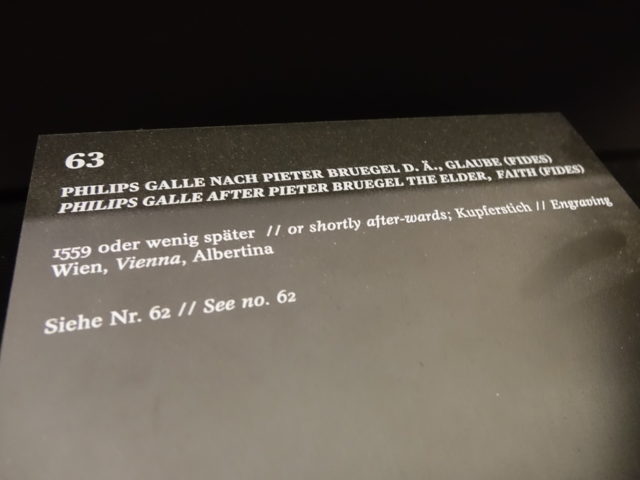 63
PHILIPS GALLE NACH PIETER BRUEGEL D. Ä., GLAUBE (FIDES)
PHILIPS GALLE AFTER PIETER BRUEGEL THE ELDER, FAITH (FIDES)
1559 oder wenig später // or shortly after-wards; Kupferstich // Engraving
Wien, Vienna, Albertina
Siehe Nr. 62 // See no. 62